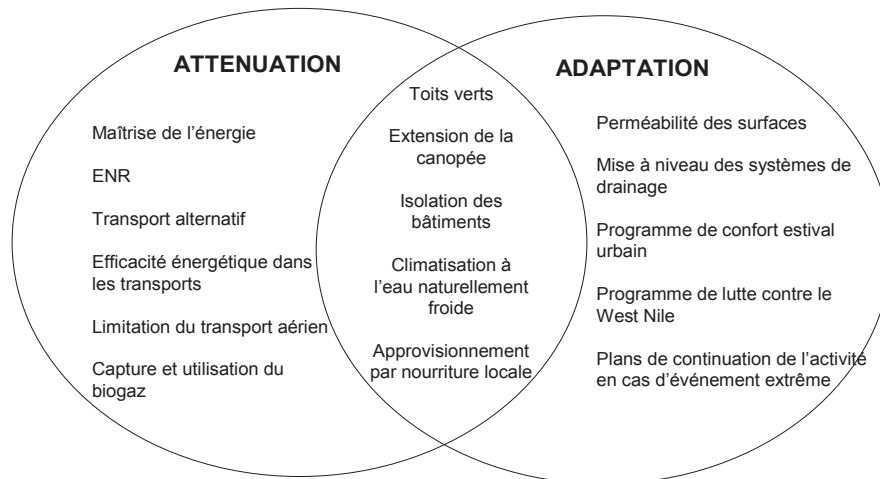 ATTENUATION
Maîtrise de l’énergie
ENR
Transport alternatif
Efficacité énergétique dans
les transports
Limitation du transport aérien
Capture et utilisation du
biogaz
Toits verts
Extension de la
canopée
Isolation des
bâtiments
Climatisation à
l’eau naturellement
froide
Approvisionnement
par nourriture locale
ADAPTATION
Perméabilité des surfaces
Mise à niveau des systèmes de
drainage
Programme de confort estival
urbain
Programme de lutte contre le
West Nile
Plans de continuation de l’activité
en cas d’événement extrême